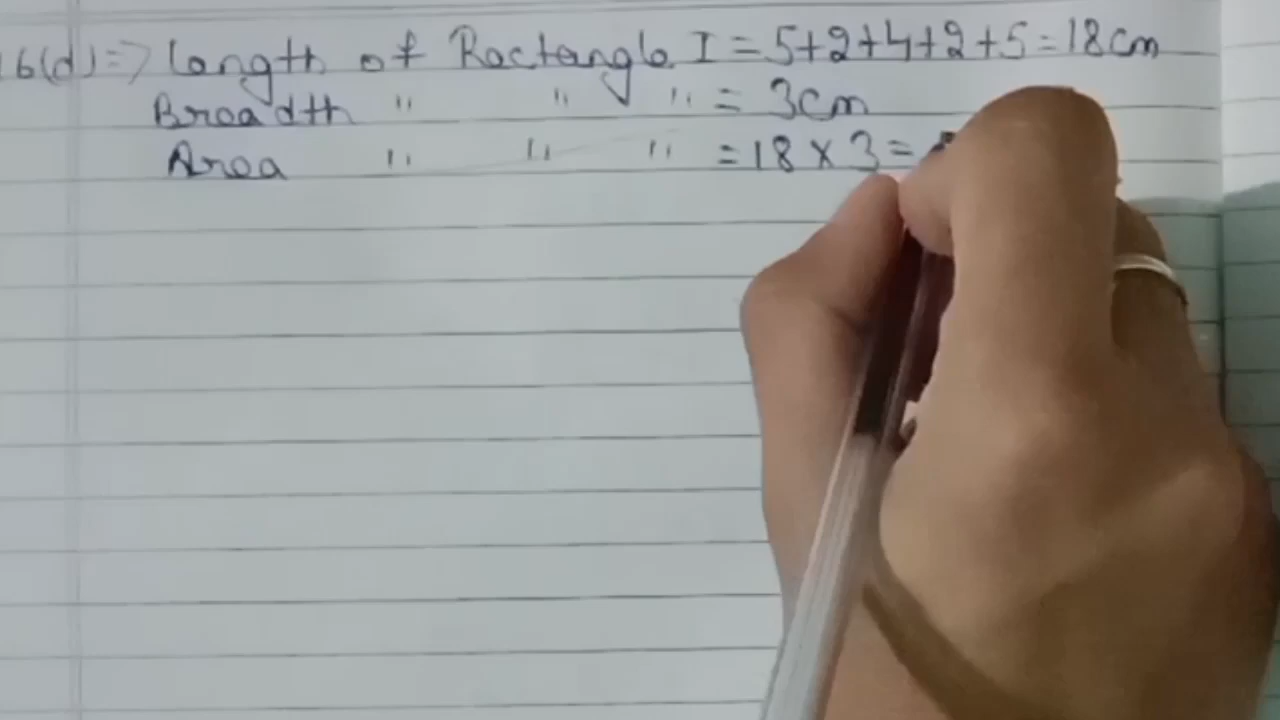 16(d)=> Length of Rectangle I = 5+2+4+2+5=18cm
Breadth " " " = 3cm
Area " " " = 18 x 3 =